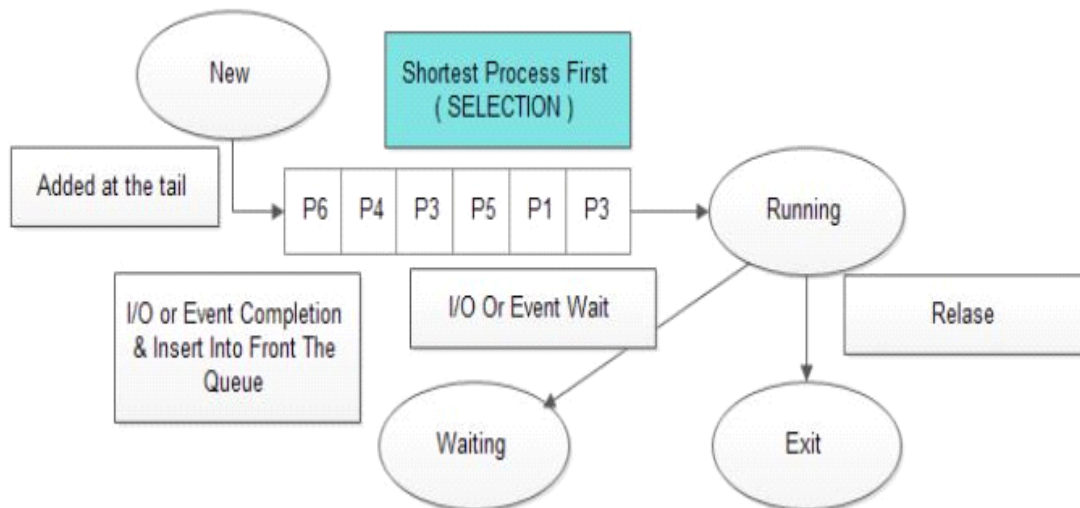 New
Shortest Process First
( SELECTION )
Added at the tail
P6 P4 P3 P5 P1 P3
Running
I/O or Event Completion
& Insert Into Front The
Queue
I/O Or Event Wait
Relase
Waiting
Exit